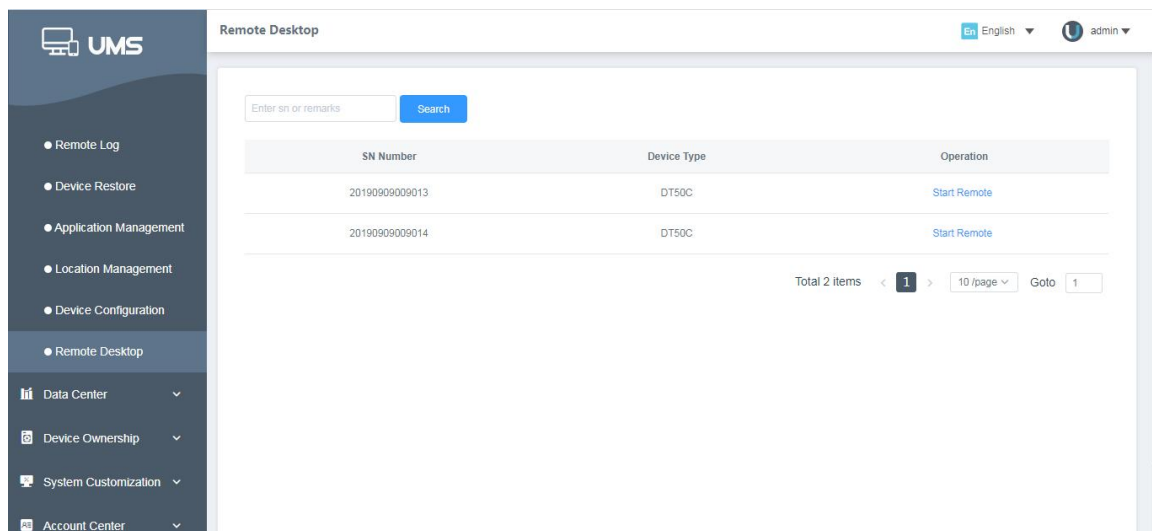 UMS
Remote Desktop
En English
admin
Remote Log
Device Restore
Application Management
Location Management
Device Configuration
Remote Desktop
Data Center
Device Ownership
System Customization
Account Center
Enter sn or remarks
Search
SN Number Device Type Operation
20190909009013 DT50C Start Remote
20190909009014 DT50C Start Remote
Total 2 items < 1 > 10 /page Goto 1